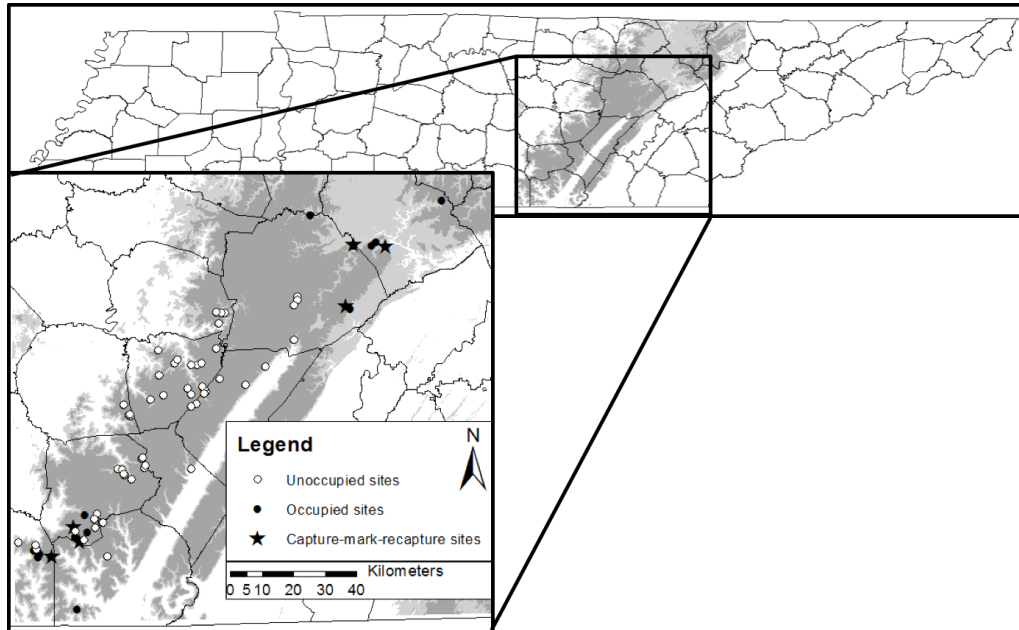 N
Legend
Unoccupied sites
Occupied sites
Capture-mark-recapture sites
Kilometers
0 5 10 20 30 40